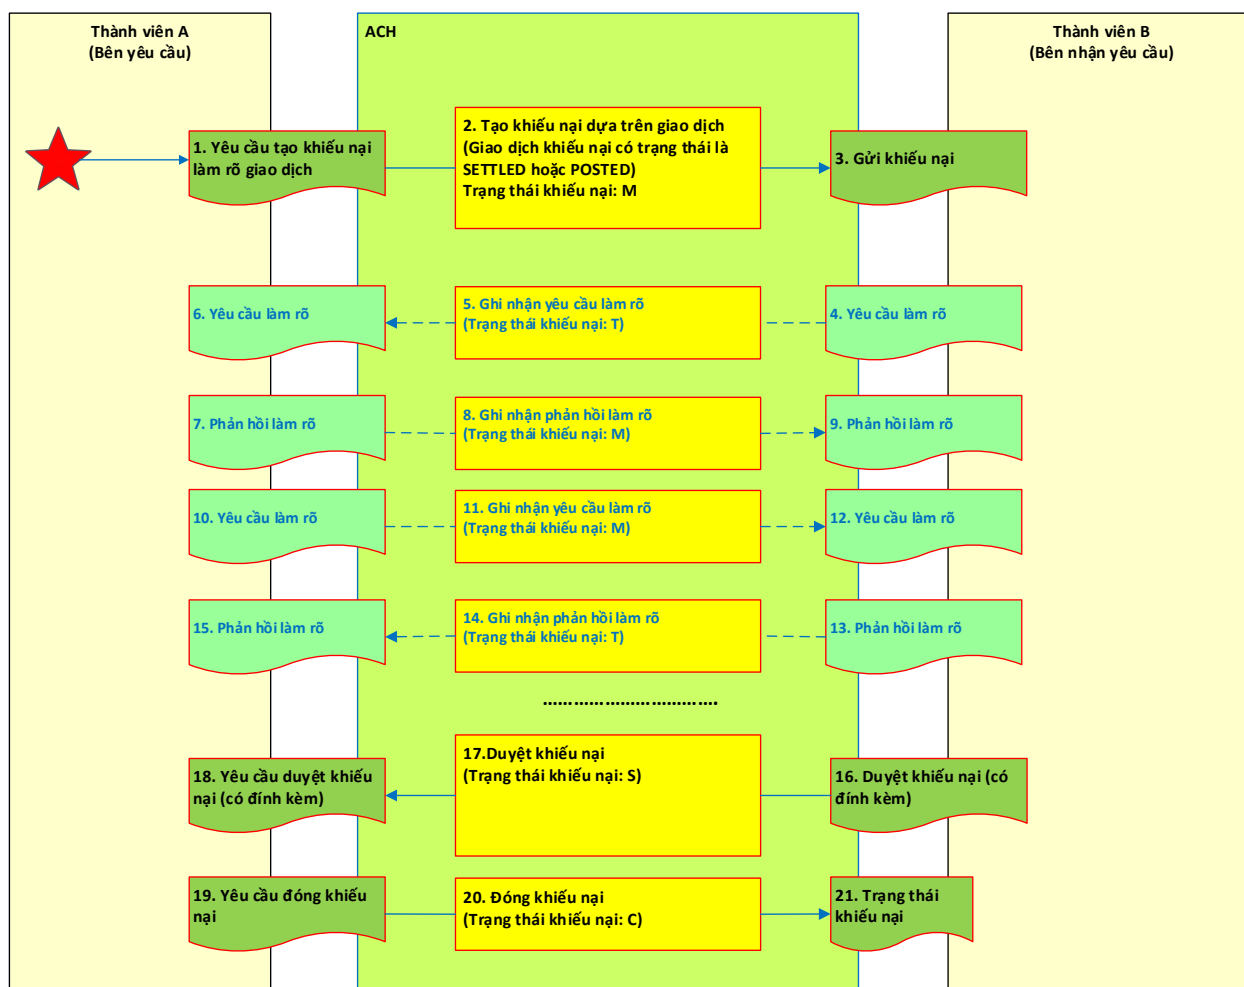 Thành viên A
(Bên yêu cầu)
ACH
Thành viên B
(Bên nhận yêu cầu)
1. Yêu cầu tạo khiếu nại
làm rõ giao dịch
2. Tạo khiếu nại dựa trên giao dịch
(Giao dịch khiếu nại có trạng thái là
SETTLED hoặc POSTED)
Trạng thái khiếu nại: M
3. Gửi khiếu nại
6. Yêu cầu làm rõ
5. Ghi nhận yêu cầu làm rõ
(Trạng thái khiếu nại: T)
4. Yêu cầu làm rõ
7. Phản hồi làm rõ
8. Ghi nhận phản hồi làm rõ
(Trạng thái khiếu nại: M)
9. Phản hồi làm rõ
10. Yêu cầu làm rõ
11. Ghi nhận yêu cầu làm rõ
(Trạng thái khiếu nại: M)
12. Yêu cầu làm rõ
15. Phản hồi làm rõ
14. Ghi nhận phản hồi làm rõ
(Trạng thái khiếu nại: T)
13. Phản hồi làm rõ
…………………………….
18. Yêu cầu duyệt khiếu
nại (có đính kèm)
17.Duyệt khiếu nại
(Trạng thái khiếu nại: S)
16. Duyệt khiếu nại (có
đính kèm)
19. Yêu cầu đóng khiếu
nại
20. Đóng khiếu nại
(Trạng thái khiếu nại: C)
21. Trạng thái
khiếu nại